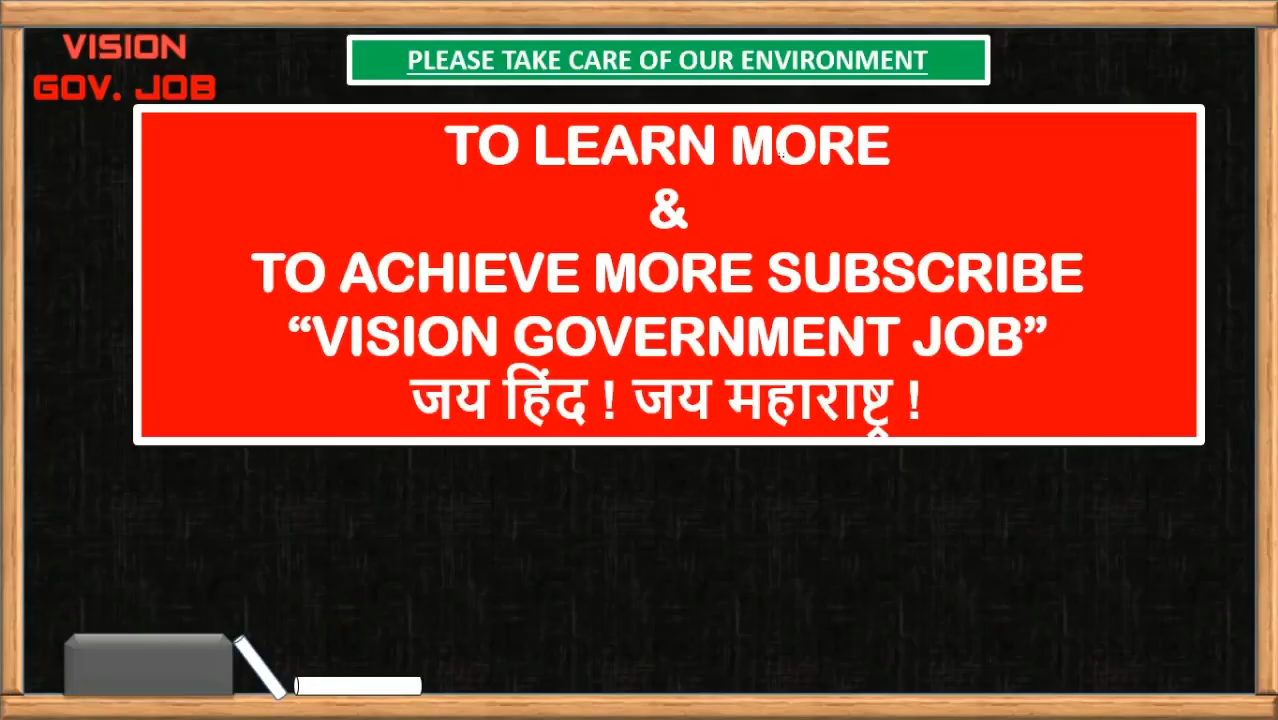 VISION
GOV. JOB
PLEASE TAKE CARE OF OUR ENVIRONMENT
TO LEARN MORE
&
TO ACHIEVE MORE SUBSCRIBE
“VISION GOVERNMENT JOB”
जय हिंद ! जय महाराष्ट्र !